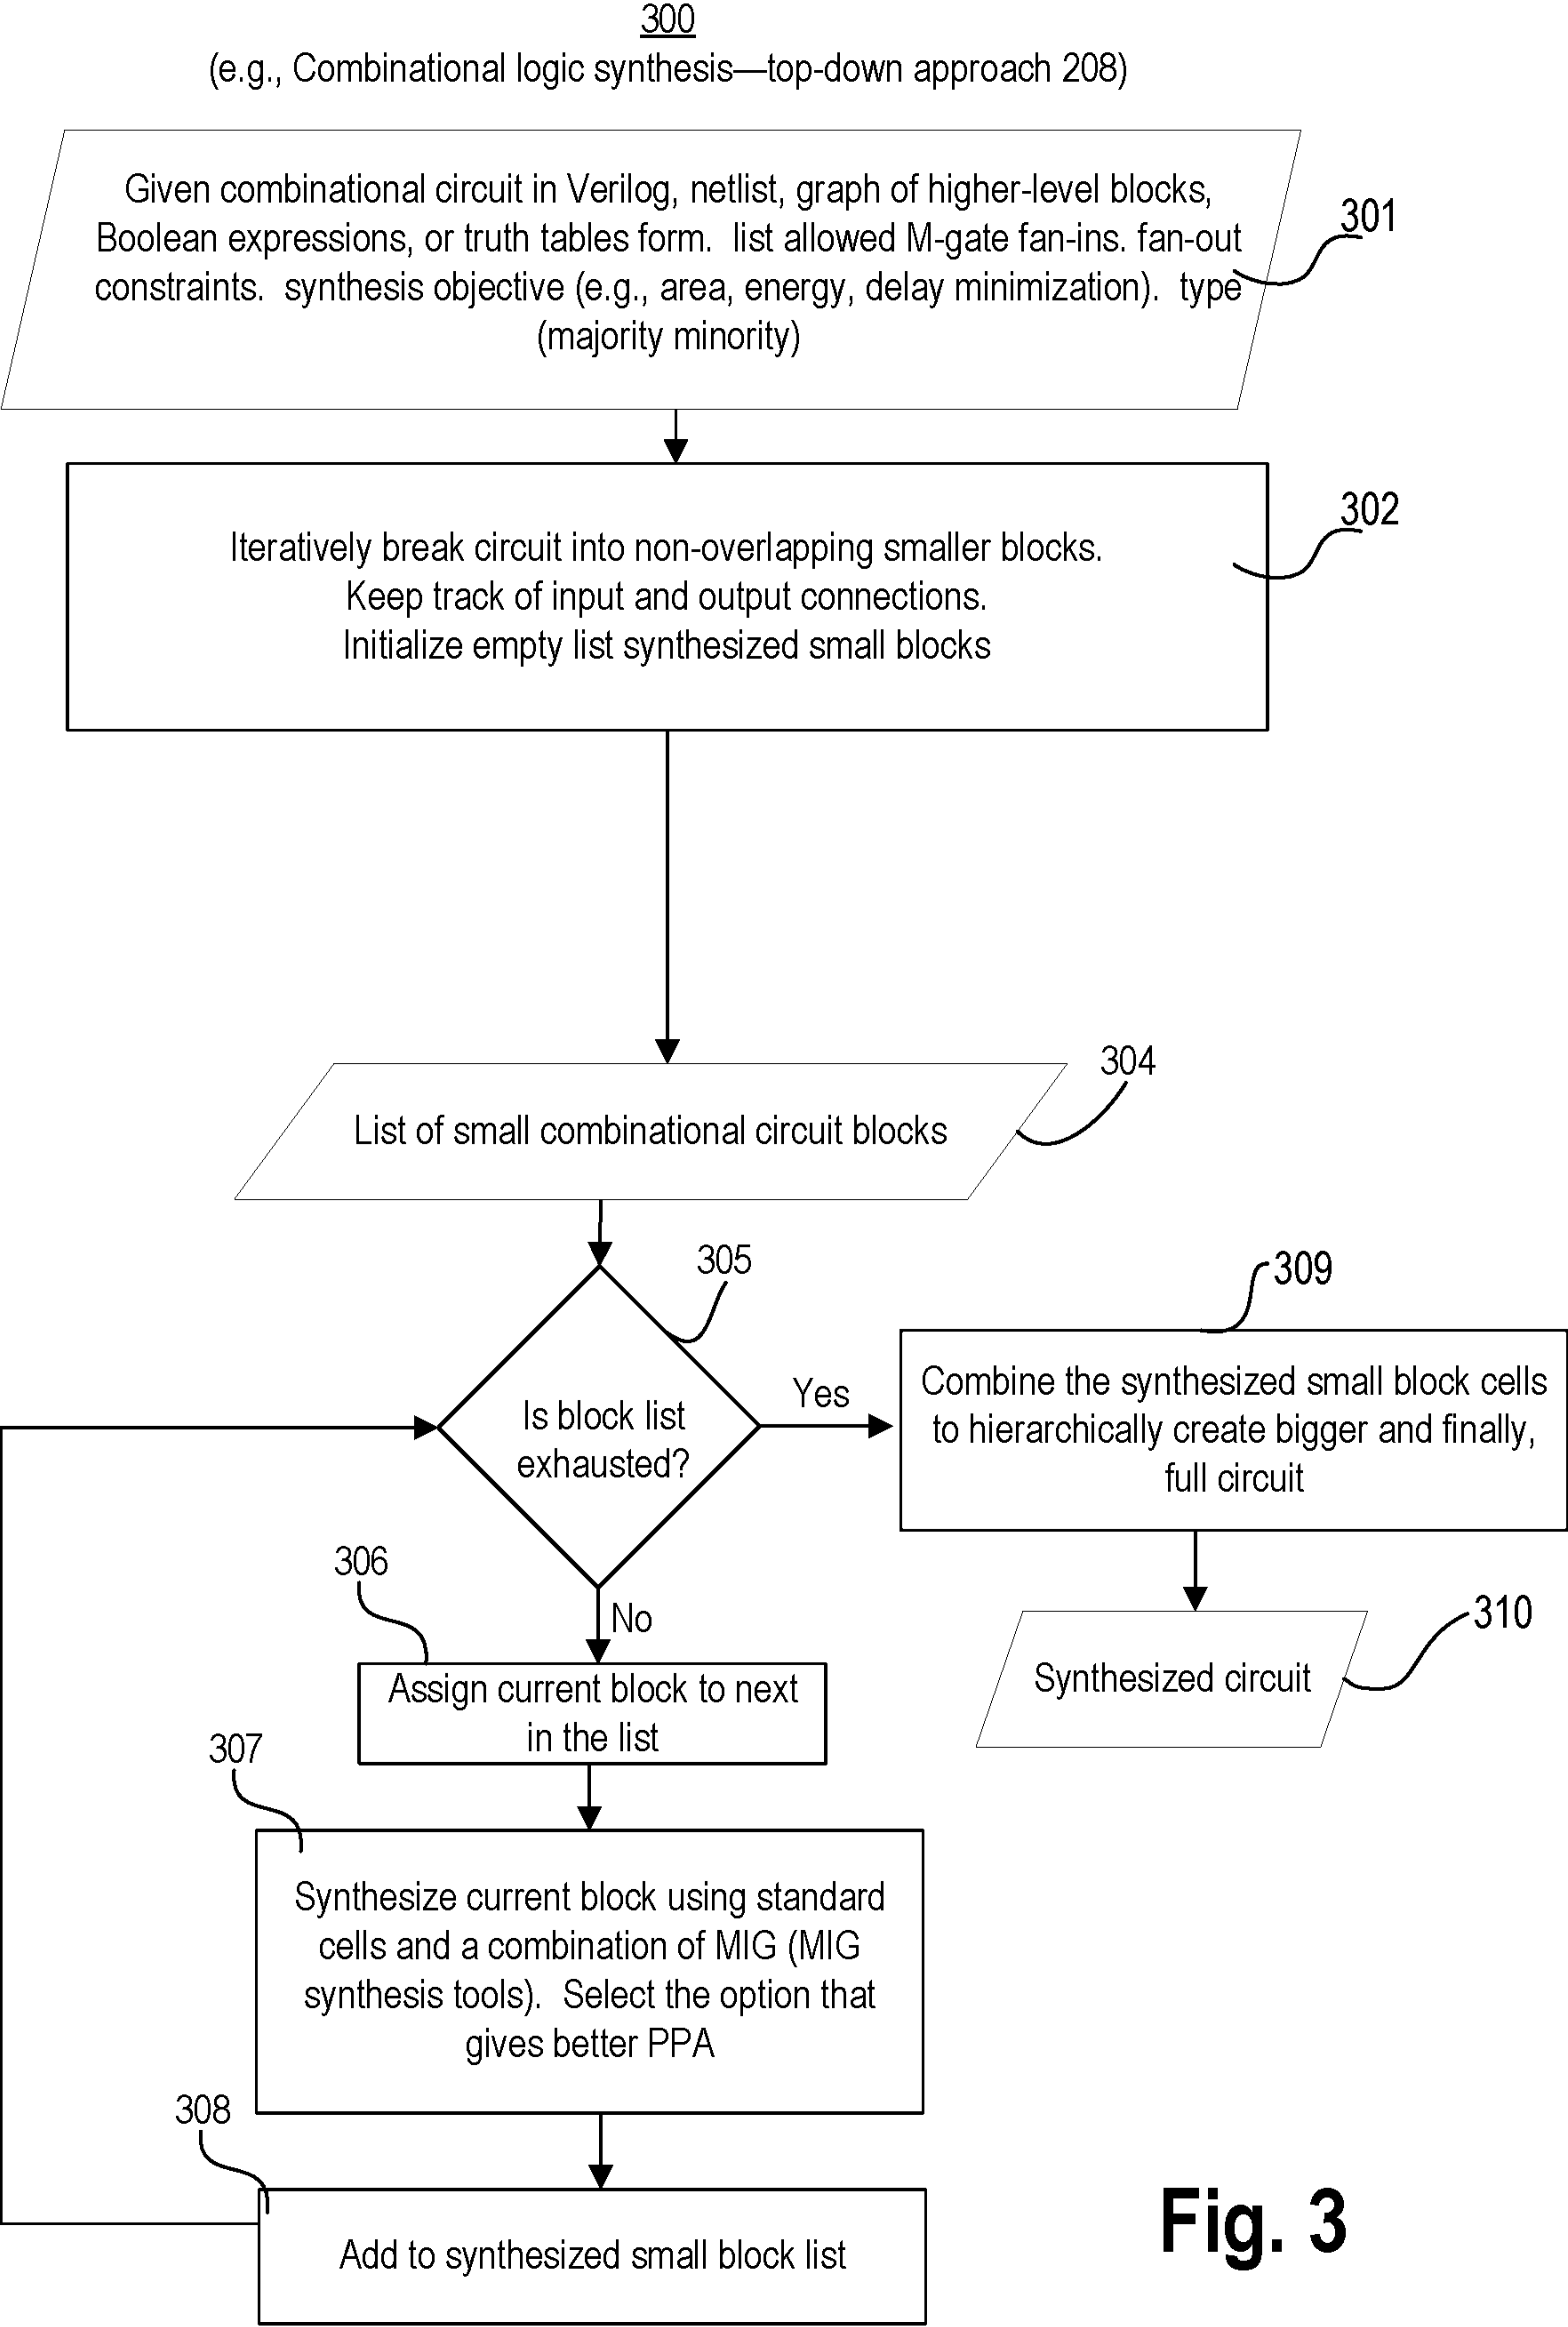 300
(e.g., Combinational logic synthesis—top-down approach 208)
Given combinational circuit in Verilog, netlist, graph of higher-level blocks,
Boolean expressions, or truth tables form.  list allowed M-gate fan-ins. fan-out
constraints.  synthesis objective (e.g., area, energy, delay minimization).  type
(majority minority)
301
302
Iteratively break circuit into non-overlapping smaller blocks.
Keep track of input and output connections.
Initialize empty list synthesized small blocks
304
List of small combinational circuit blocks
305
Is block list
exhausted?
Yes
309
Combine the synthesized small block cells
to hierarchically create bigger and finally,
full circuit
306
No
Assign current block to next
in the list
310
Synthesized circuit
307
Synthesize current block using standard
cells and a combination of MIG (MIG
synthesis tools).  Select the option that
gives better PPA
308
Add to synthesized small block list
Fig. 3